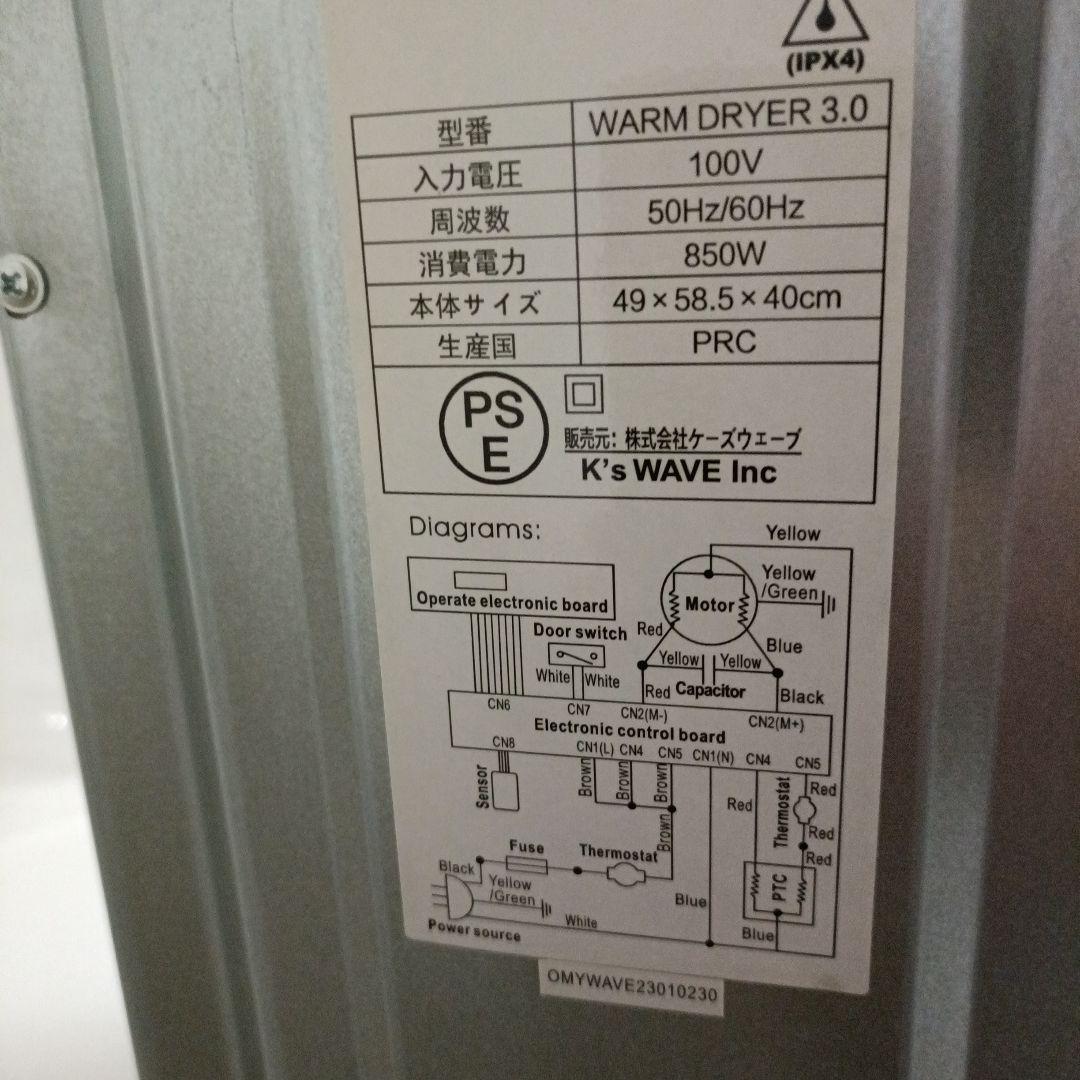 (IPX4)
型番 WARM DRYER 3.0
入力電圧 100V
周波数 50Hz/60Hz
消費電力 850W
本体サイズ 49×58.5×40cm
生産国 PRC
PS
E
販売元: 株式会社ケーズウエーブ
K's WAVE Inc
Diagrams:
Yellow
Operate electronic board
Motor
Yellow
/Green
Door switch
Red
Blue
White White
Yellow Yellow
Red Capacitor Black
CN6 CN7 CN2(M-) CN2(M+)
Electronic control board
CN8 CN1(L) CN4 CN5 CN1(N) CN4 CN5
Sensor
Brown Brown Brown
Red
Thermostat
Red
Red
Red
Brown
Fuse
Thermostat
Black
Yellow
/Green
PTC
Blue
White
Blue
Power source
OMYWAVE23010230